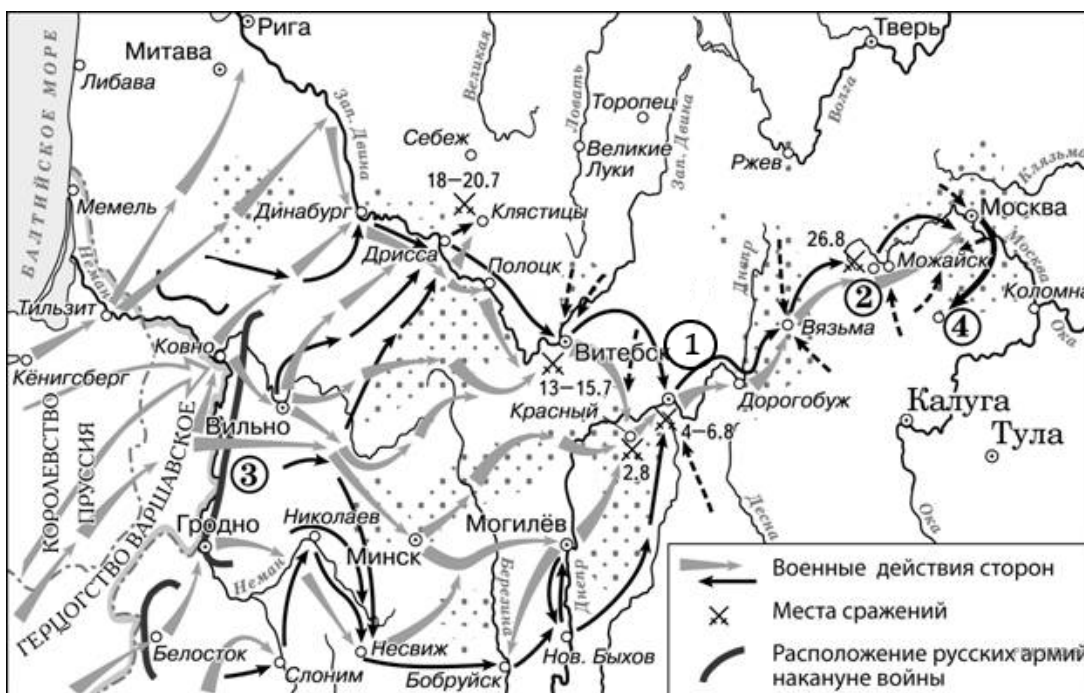 Рига
Тверь
Митава
Либава
БАЛТИЙСКОЕ МОРЕ
Зап. Двина
Великая
Ловать
Торопец
Зап. Двина
Волга
Себеж
Великие
Луки
Ржев
Клязьма
18–20.7
Мемель
Динабург
Клястицы
Москва
26.8
Днепр
Москва
Неман
Дрисса
Полоцк
Можайск
Коломна
2
Тильзит
1
4
Ока
Ковно
Витебск
Вязьма
Кёнигсберг
13–15.7
Дорогобуж
Красный
Калуга
Вильно
4–6.8
Тула
КОРОЛЕВСТВО
ПРУССИЯ
ГЕРЦОГСТВО ВАРШАВСКОЕ
3
2.8
Десна
Ока
Гродно
Николаев
Минск
Могилёв
Неман
Березина
Днепр
Белосток
Несвиж
Слоним
Бобруйск
Нов. Быхов
Военные действия сторон
Места сражений
Расположение русских армий
накануне войны